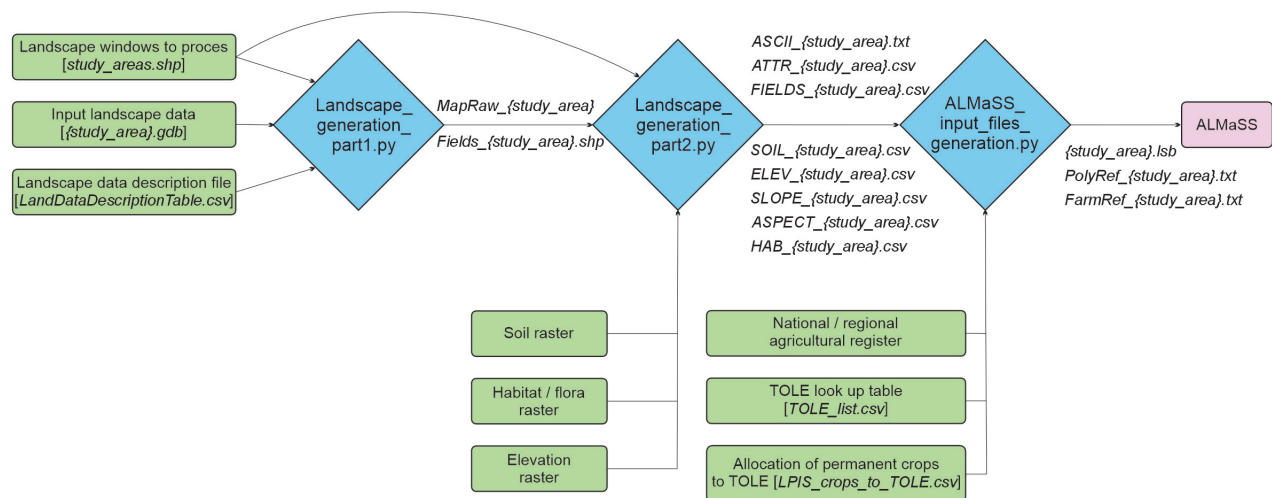 Landscape windows to proces
[study_areas.shp]
Input landscape data
[{study_area}.gdb]
Landscape data description file
[LandDataDescriptionTable.csv]
Landscape_
generation_
part1.py
MapRaw_{study_area}
Fields_{study_area}.shp
Landscape_
generation_
part2.py
ASCII_{study_area}.txt
ATTR_{study_area}.csv
FIELDS_{study_area}.csv
SOIL_{study_area}.csv
ELEV_{study_area}.csv
SLOPE_{study_area}.csv
ASPECT_{study_area}.csv
HAB_{study_area}.csv
ALMaSS_
input_files_
generation.py
{study_area}.lsb
PolyRef_{study_area}.txt
FarmRef_{study_area}.txt
ALMaSS
Soil raster
Habitat / flora
raster
Elevation
raster
National / regional
agricultural register
TOLE look up table
[TOLE_list.csv]
Allocation of permanent crops
to TOLE [LPIS_crops_to_TOLE.csv]